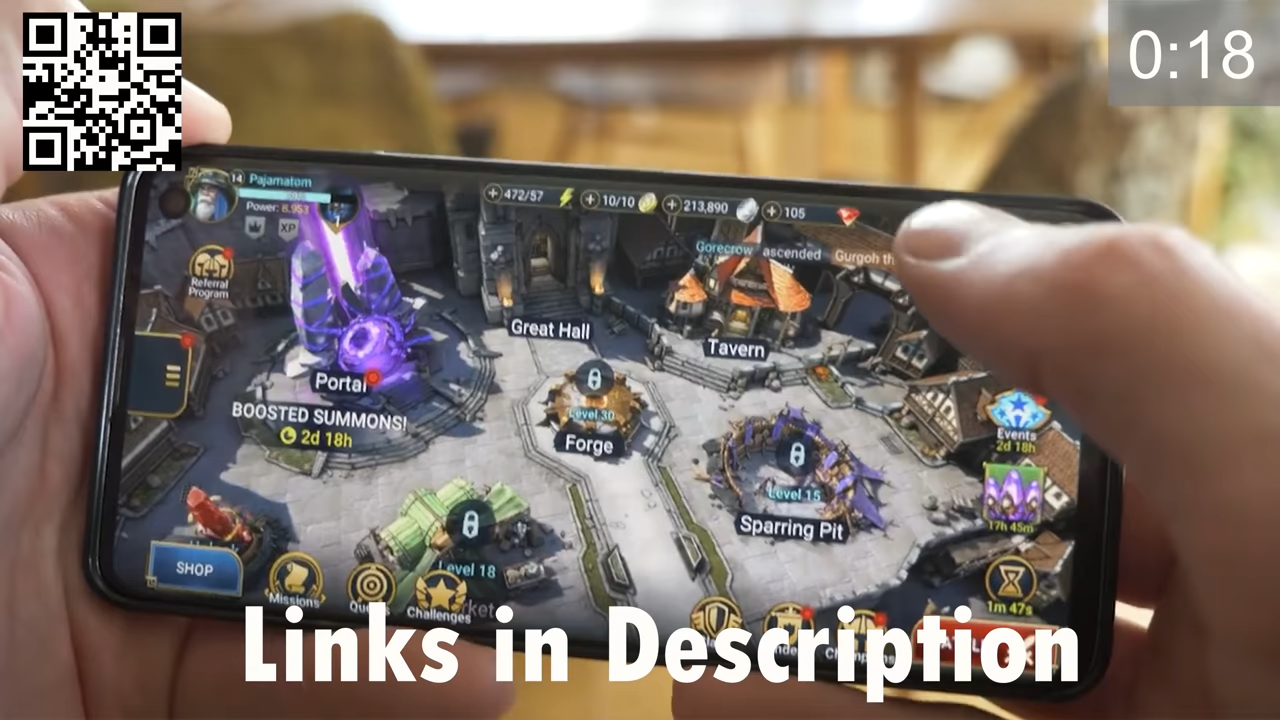 0:18
14 Pajamatom
Power: 8,953
XP
472/57
10/10
213,890
105
Gorecrow ascended Gurgoh
Referral
Program
Great Hall
Tavern
Portal
BOOSTED SUMMONS!
2d 18h
Level 30
Forge
Events
2d 18h
Level 15
Sparring Pit
17h 45m
SHOP
Level 18
Missions
Challenges
1m 47s
Links in Description